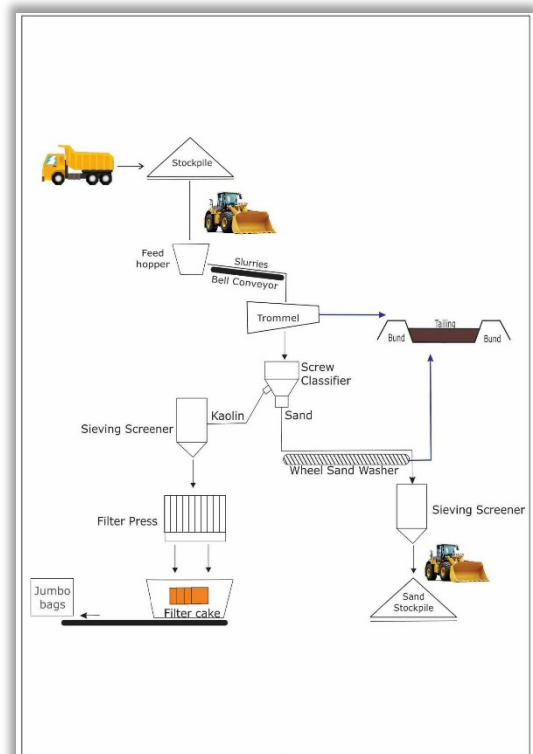 Stockpile
Feed
hopper
Slurries
Bell Conveyor
Trommel
Tailing
Bund
Bund
Screw
Classifier
Kaolin
Sand
Sieving Screener
Wheel Sand Washer
Sieving Screener
Filter Press
Jumbo
bags
Filter cake
Sand
Stockpile